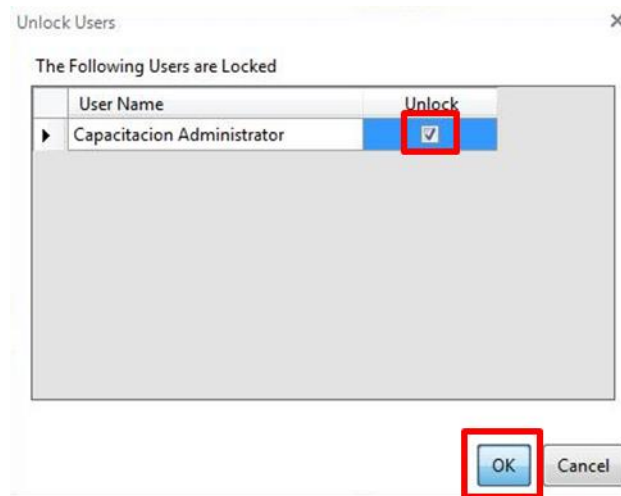 Unlock Users
The Following Users are Locked
User Name Unlock
Capacitacion Administrator
OK Cancel